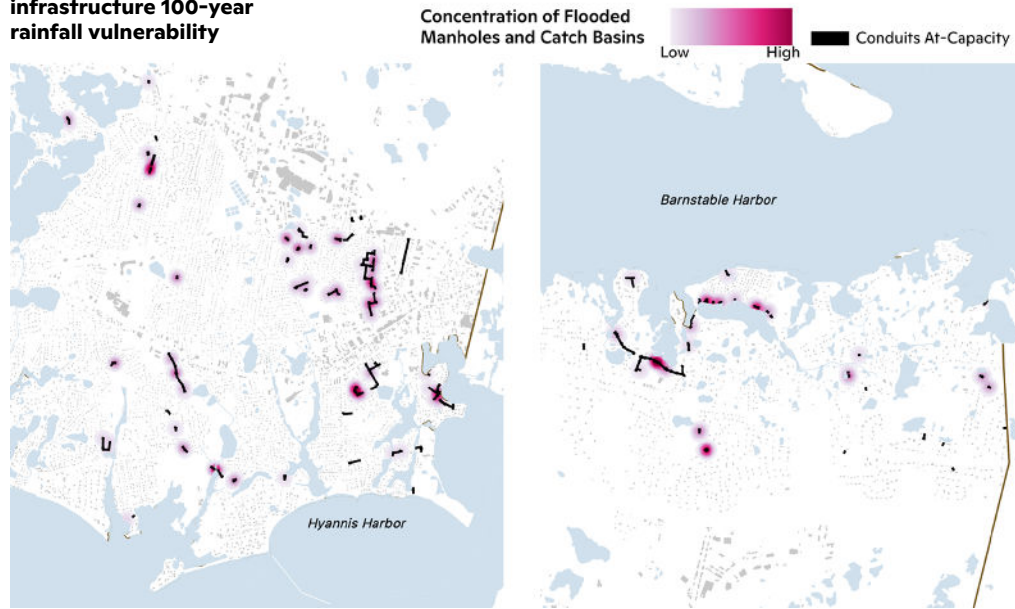 infrastructure 100-year
rainfall vulnerability
Concentration of Flooded
Manholes and Catch Basins
Low
High
Conduits At-Capacity
Barnstable Harbor
Hyannis Harbor